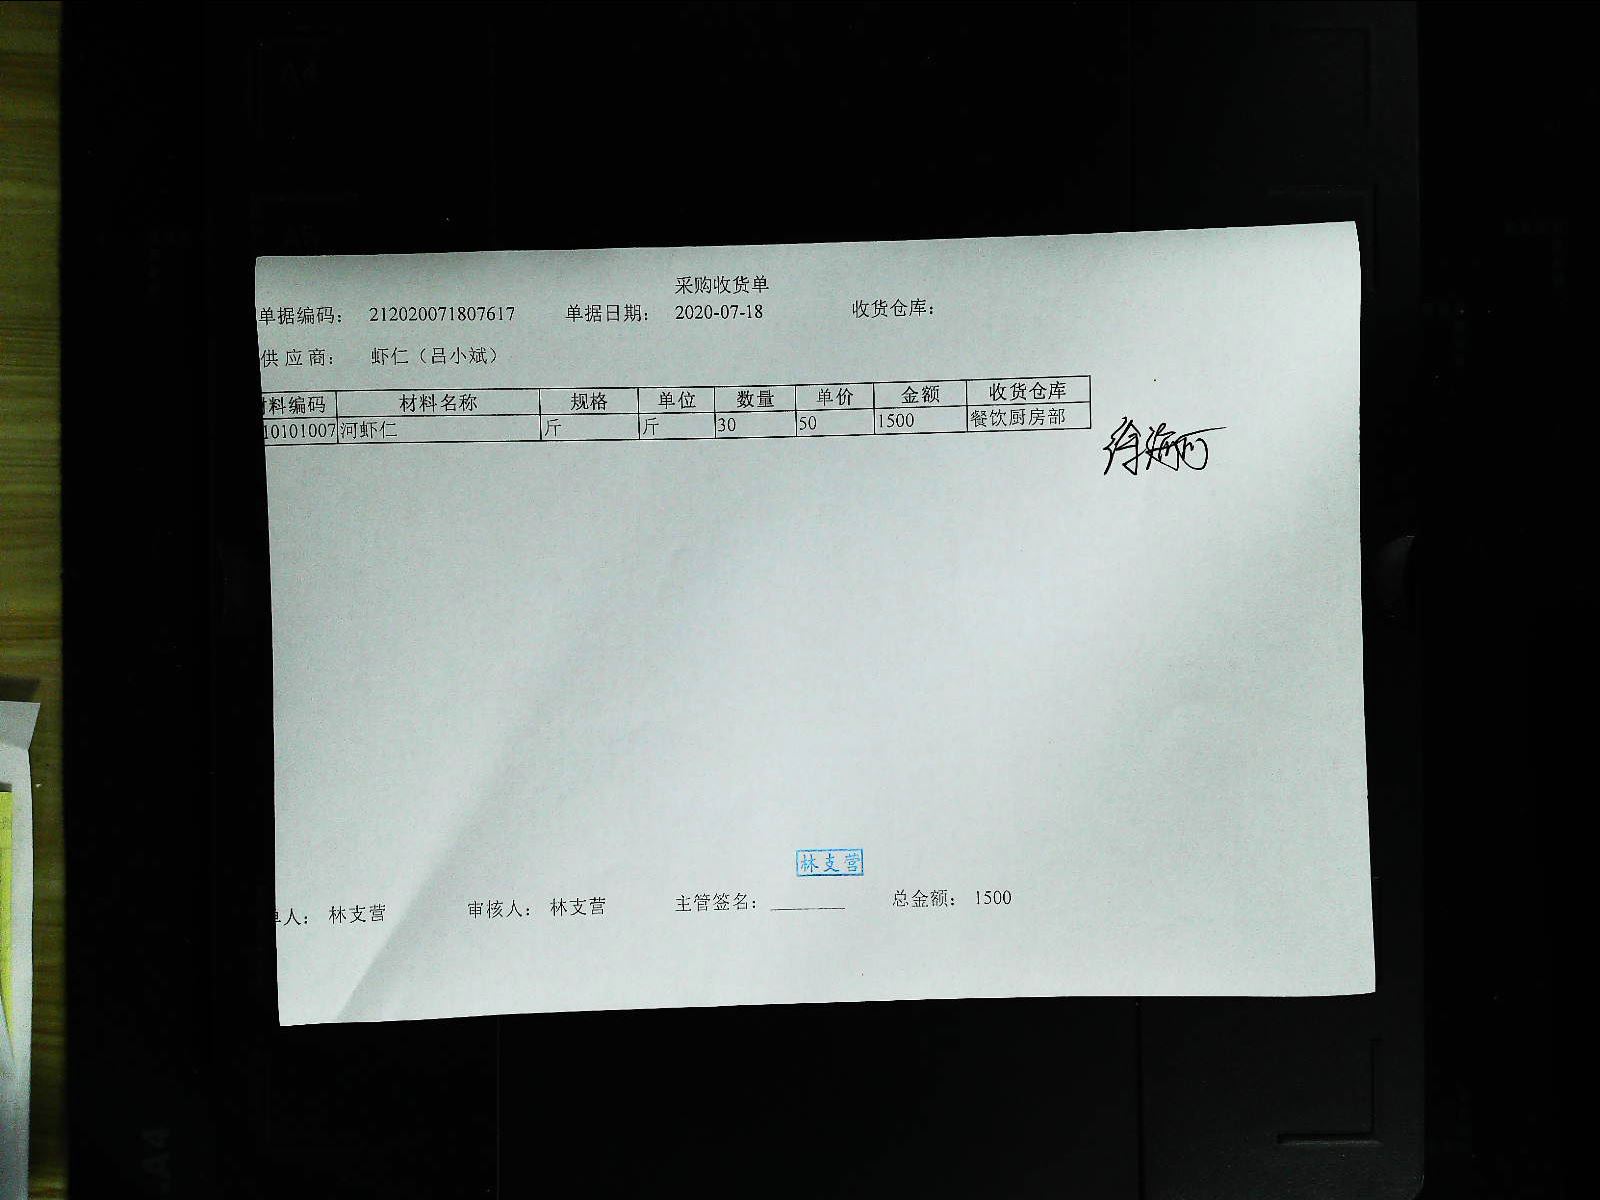 采购收货单
单据编码： 212020071807617 单据日期： 2020-07-18 收货仓库：
供应商： 虾仁（吕小斌）
料编码 材料名称 规格 单位 数量 单价 金额 收货仓库
10101007 河虾仁 斤 斤 30 50 1500 餐饮厨房部
林支营
单人： 林支营 审核人： 林支营 主管签名： 总金额： 1500
A4